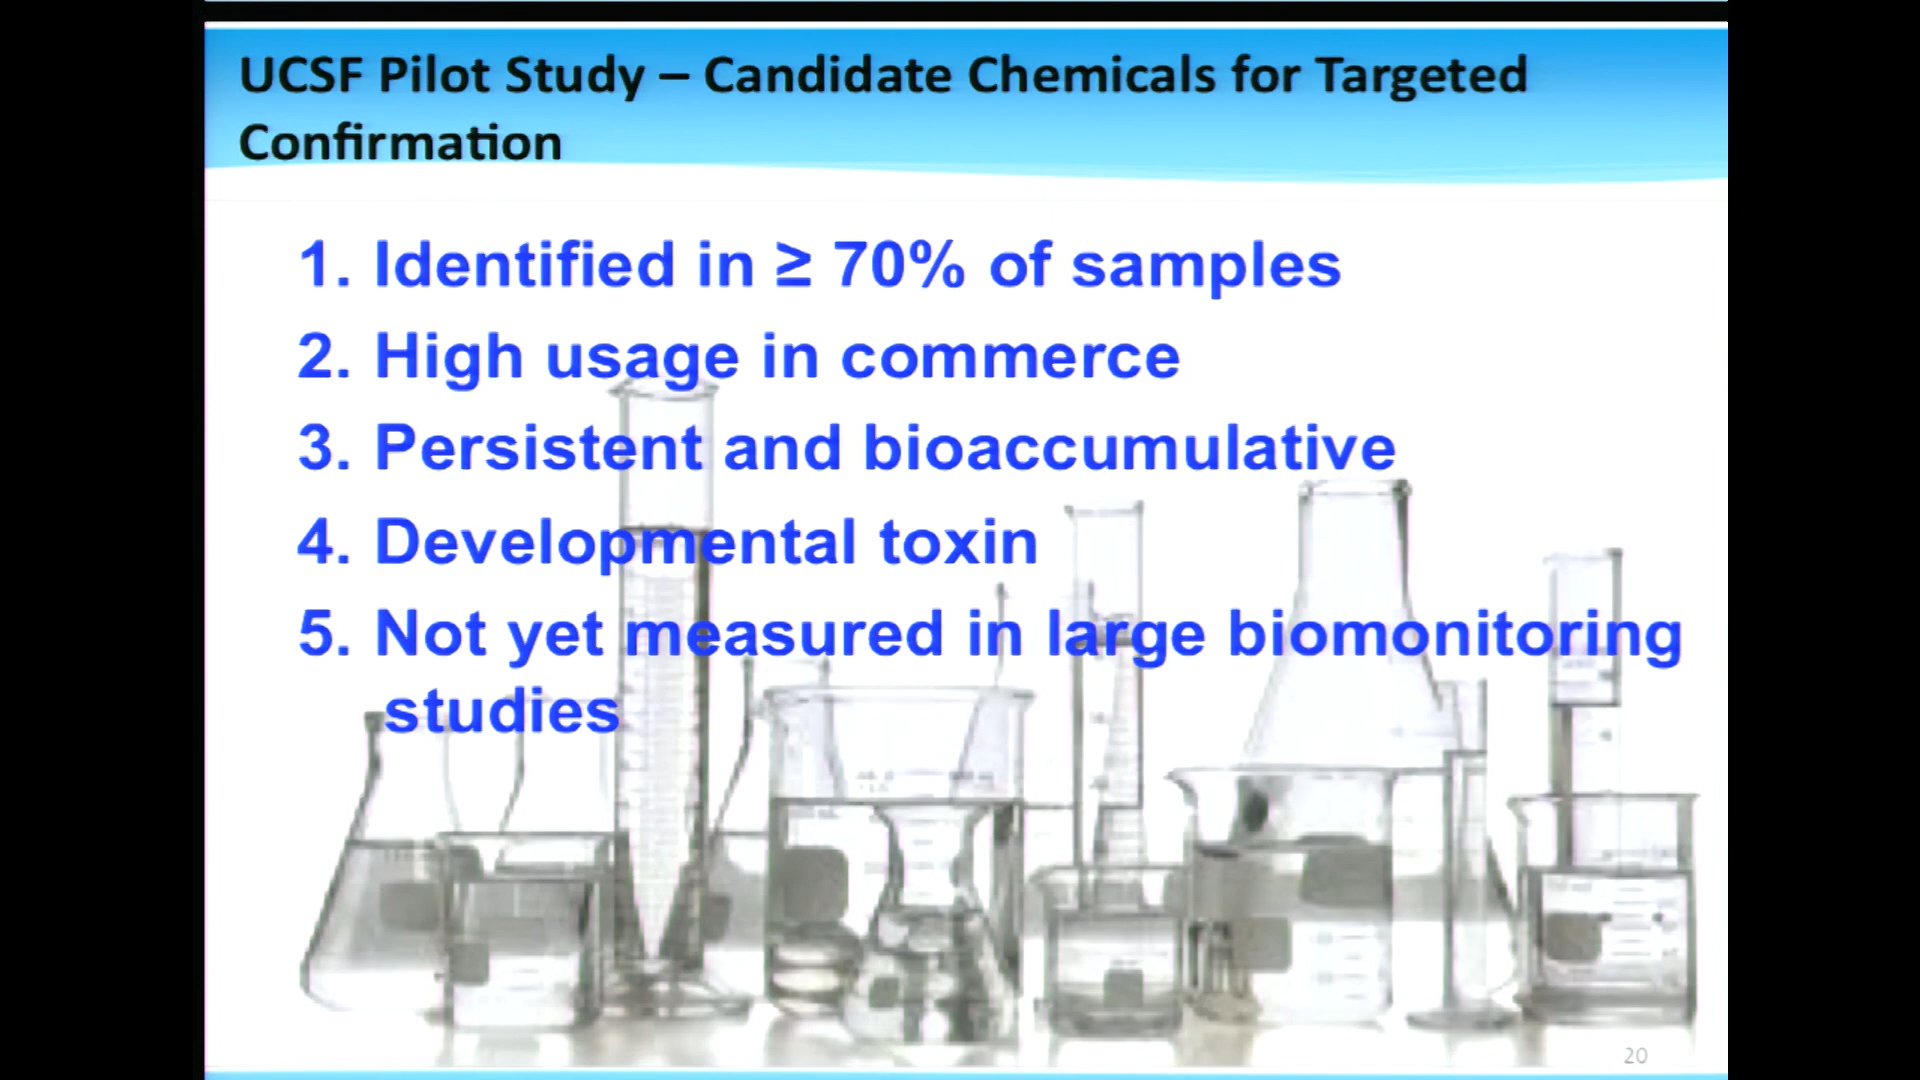 UCSF Pilot Study – Candidate Chemicals for Targeted
Confirmation
1. Identified in ≥ 70% of samples
2. High usage in commerce
3. Persistent and bioaccumulative
4. Developmental toxin
5. Not yet measured in large biomonitoring
studies
20